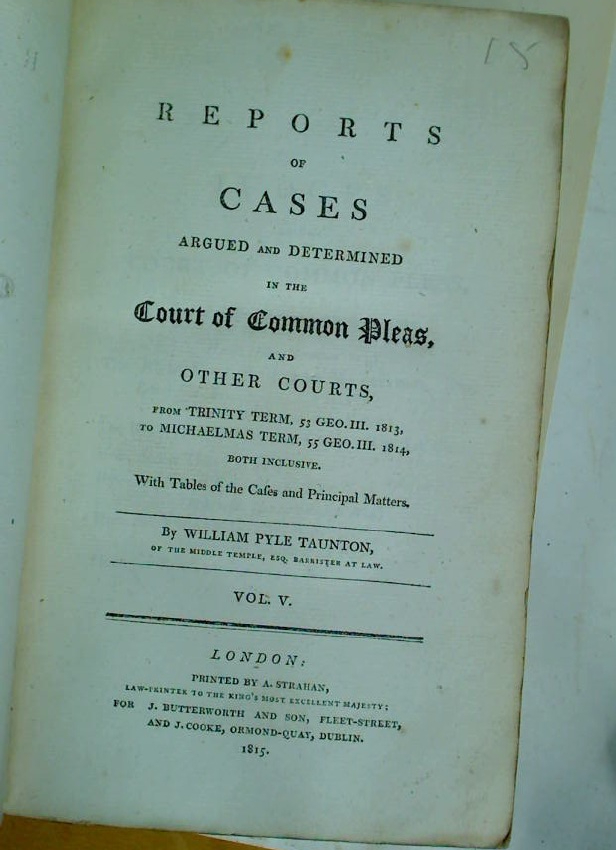 15
REPORTS
OF
CASES
ARGUED AND DETERMINED
IN THE
Court of Common Pleas,
AND
OTHER COURTS,
FROM TRINITY TERM, 53 GEO. III. 1813,
TO MICHAELMAS TERM, 55 GEO. III. 1814,
BOTH INCLUSIVE.
With Tables of the Caſes and Principal Matters.
By WILLIAM PYLE TAUNTON,
OF THE MIDDLE TEMPLE, ESQ. BARRISTER AT LAW.
VOL. V.
LONDON:
PRINTED BY A. STRAHAN,
LAW-PRINTER TO THE KING'S MOST EXCELLENT MAJESTY;
FOR J. BUTTERWORTH AND SON, FLEET-STREET,
AND J. COOKE, ORMOND-QUAY, DUBLIN.
1815.